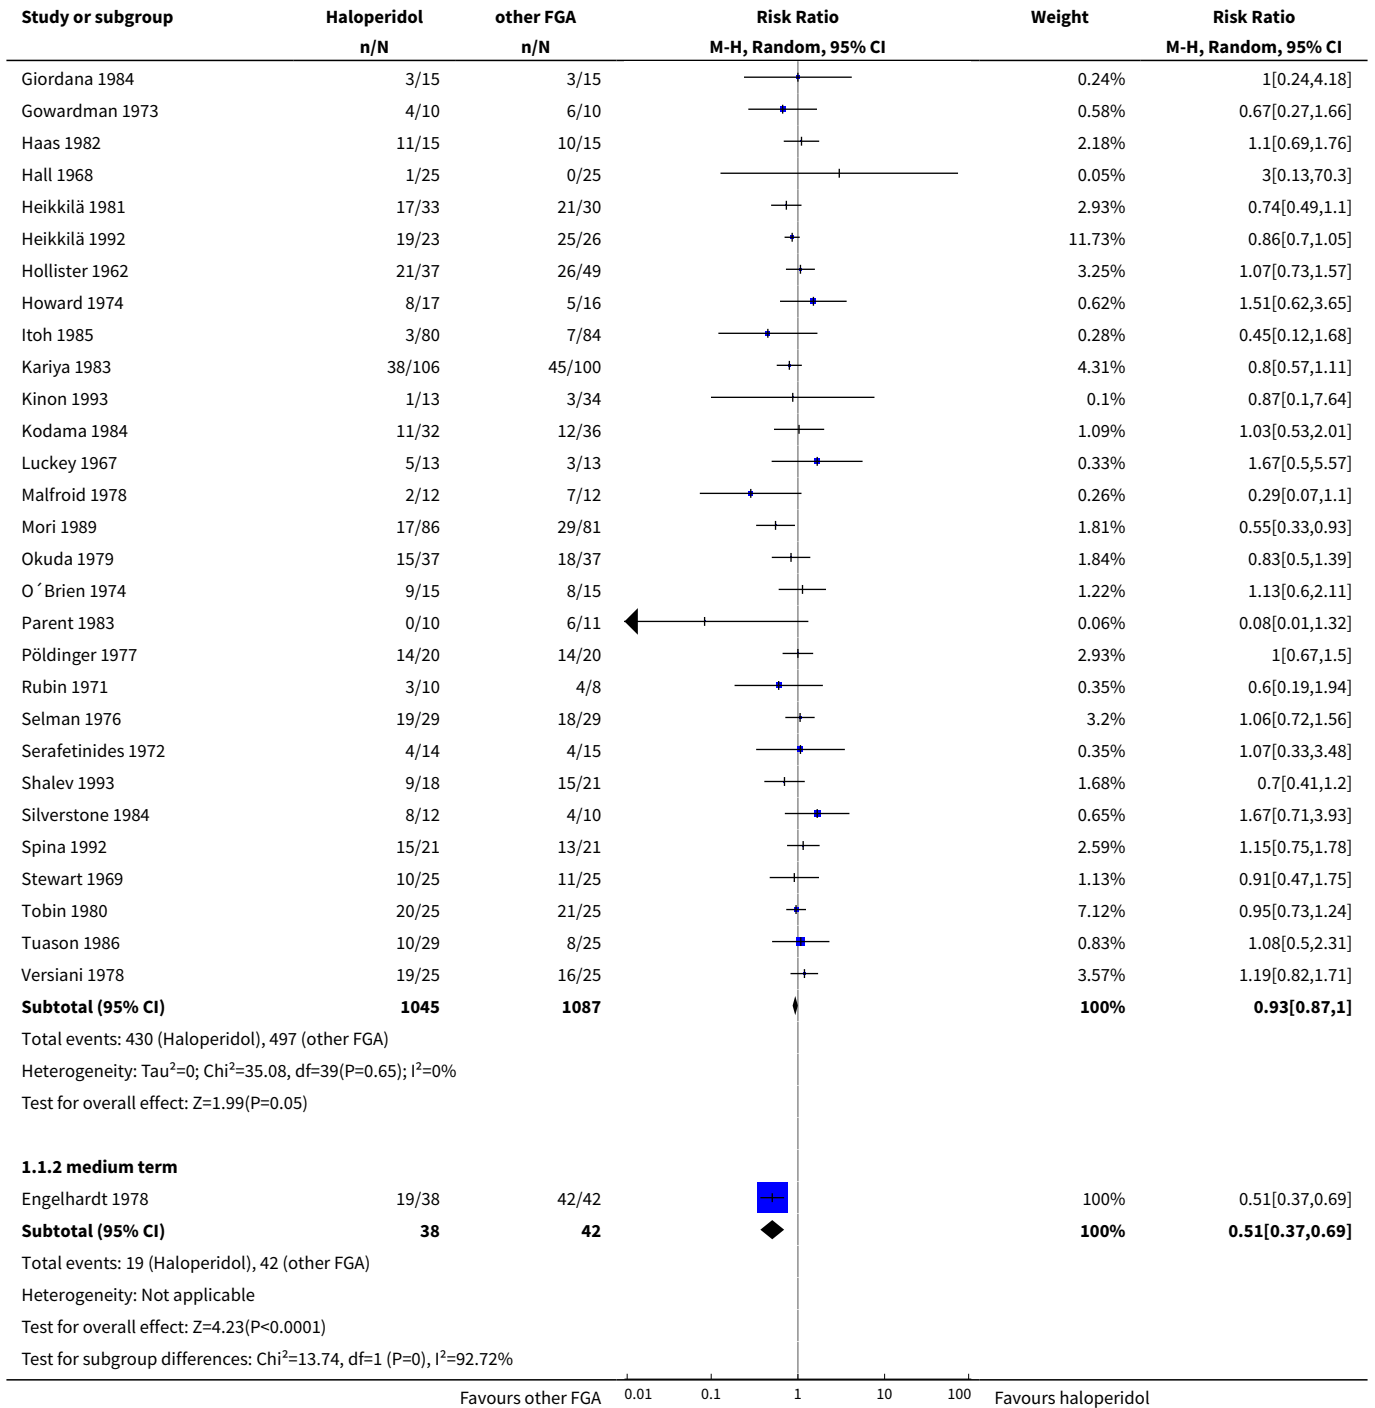 Study or subgroup Haloperidol other FGA Risk Ratio Weight Risk Ratio
n/N n/N M-H, Random, 95% CI M-H, Random, 95% CI
Giordana 1984 3/15 3/15 0.24% 1[0.24,4.18]
Gowardman 1973 4/10 6/10 0.58% 0.67[0.27,1.66]
Haas 1982 11/15 10/15 2.18% 1.1[0.69,1.76]
Hall 1968 1/25 0/25 0.05% 3[0.13,70.3]
Heikkilä 1981 17/33 21/30 2.93% 0.74[0.49,1.1]
Heikkilä 1992 19/23 25/26 11.73% 0.86[0.7,1.05]
Hollister 1962 21/37 26/49 3.25% 1.07[0.73,1.57]
Howard 1974 8/17 5/16 0.62% 1.51[0.62,3.65]
Itoh 1985 3/80 7/84 0.28% 0.45[0.12,1.68]
Kariya 1983 38/106 45/100 4.31% 0.8[0.57,1.11]
Kinon 1993 1/13 3/34 0.1% 0.87[0.1,7.64]
Kodama 1984 11/32 12/36 1.09% 1.03[0.53,2.01]
Luckey 1967 5/13 3/13 0.33% 1.67[0.5,5.57]
Malfroid 1978 2/12 7/12 0.26% 0.29[0.07,1.1]
Mori 1989 17/86 29/81 1.81% 0.55[0.33,0.93]
Okuda 1979 15/37 18/37 1.84% 0.83[0.5,1.39]
O´Brien 1974 9/15 8/15 1.22% 1.13[0.6,2.11]
Parent 1983 0/10 6/11 0.06% 0.08[0.01,1.32]
Pöldinger 1977 14/20 14/20 2.93% 1[0.67,1.5]
Rubin 1971 3/10 4/8 0.35% 0.6[0.19,1.94]
Selman 1976 19/29 18/29 3.2% 1.06[0.72,1.56]
Serafetinides 1972 4/14 4/15 0.35% 1.07[0.33,3.48]
Shalev 1993 9/18 15/21 1.68% 0.7[0.41,1.2]
Silverstone 1984 8/12 4/10 0.65% 1.67[0.71,3.93]
Spina 1992 15/21 13/21 2.59% 1.15[0.75,1.78]
Stewart 1969 10/25 11/25 1.13% 0.91[0.47,1.75]
Tobin 1980 20/25 21/25 7.12% 0.95[0.73,1.24]
Tuason 1986 10/29 8/25 0.83% 1.08[0.5,2.31]
Versiani 1978 19/25 16/25 3.57% 1.19[0.82,1.71]
Subtotal (95% CI) 1045 1087 100% 0.93[0.87,1]
Total events: 430 (Haloperidol), 497 (other FGA)
Heterogeneity: Tau²=0; Chi²=35.08, df=39(P=0.65); I²=0%
Test for overall effect: Z=1.99(P=0.05)
1.1.2 medium term
Engelhardt 1978 19/38 42/42 100% 0.51[0.37,0.69]
Subtotal (95% CI) 38 42 100% 0.51[0.37,0.69]
Total events: 19 (Haloperidol), 42 (other FGA)
Heterogeneity: Not applicable
Test for overall effect: Z=4.23(P<0.0001)
Test for subgroup differences: Chi²=13.74, df=1 (P=0), I²=92.72%
Favours other FGA 0.01 0.1 1 10 100 Favours haloperidol